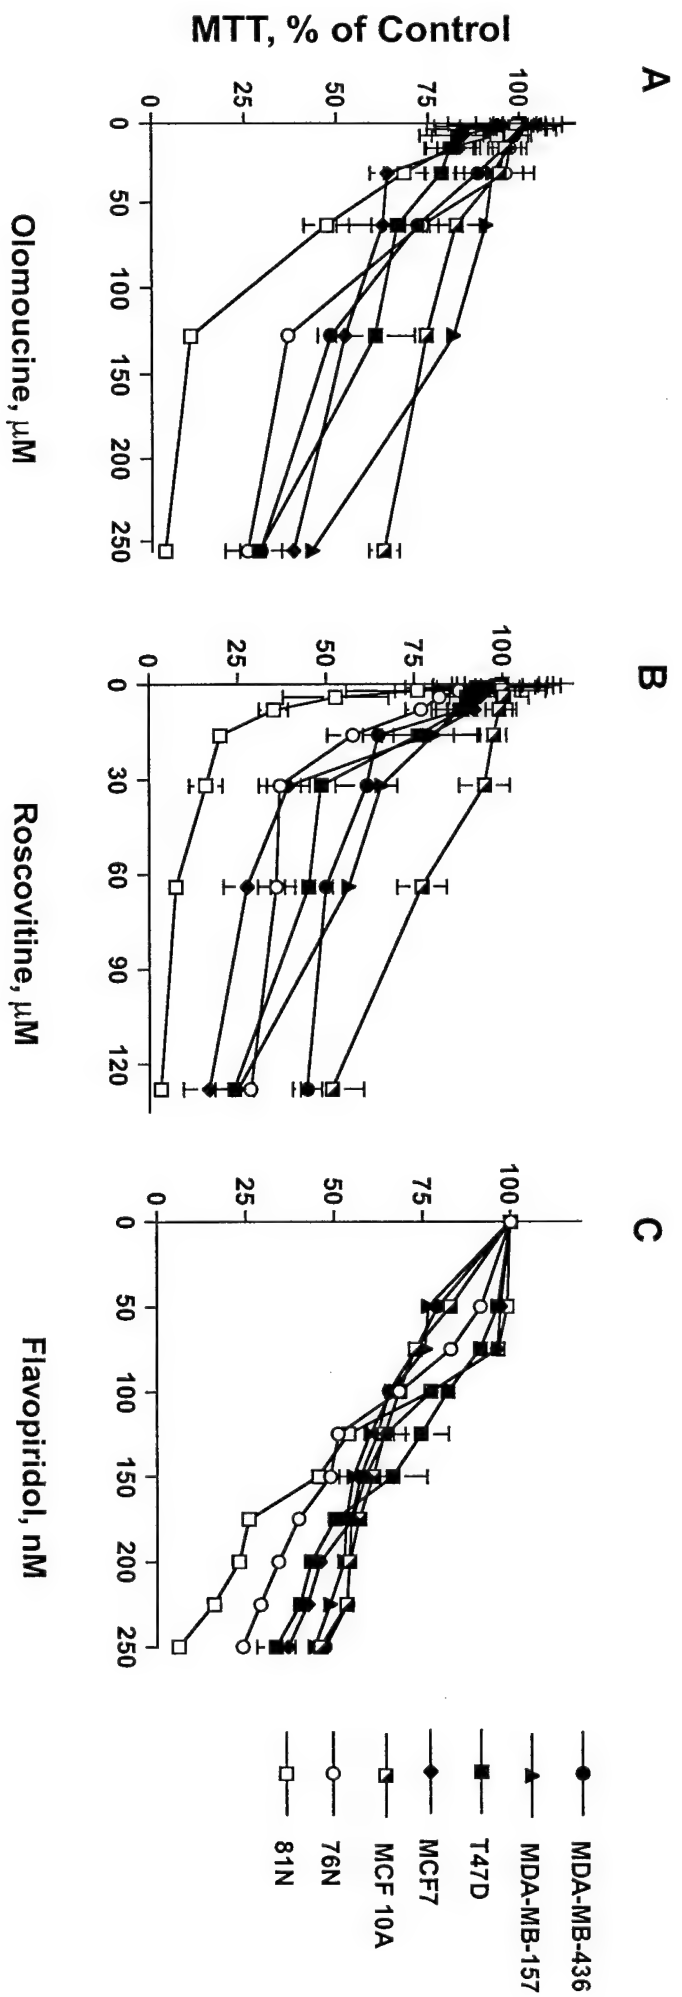 MTT, % of Control
A
100
75
50
25
0
0
50
100
150
200
250
Olomoucine, μM
B
100
75
50
25
0
0
30
60
90
120
Roscovitine, μM
C
100
75
50
25
0
0
50
100
150
200
250
Flavopiridol, nM
MDA-MB-436
MDA-MB-157
T47D
MCF7
MCF 10A
76N
81N